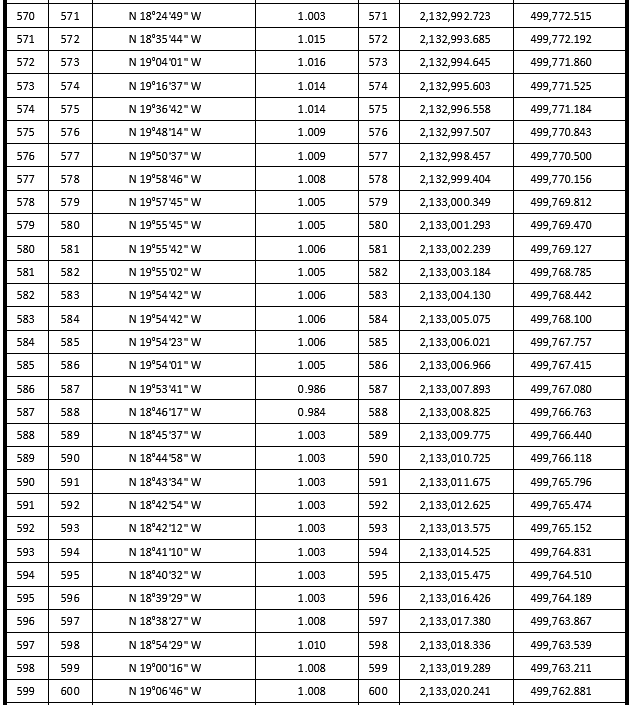 570 571 N 18°24'49" W 1.003 571 2,132,992.723 499,772.515
571 572 N 18°35'44" W 1.015 572 2,132,993.685 499,772.192
572 573 N 19°04'01" W 1.016 573 2,132,994.645 499,771.860
573 574 N 19°16'37" W 1.014 574 2,132,995.603 499,771.525
574 575 N 19°36'42" W 1.014 575 2,132,996.558 499,771.184
575 576 N 19°48'14" W 1.009 576 2,132,997.507 499,770.843
576 577 N 19°50'37" W 1.009 577 2,132,998.457 499,770.500
577 578 N 19°58'46" W 1.008 578 2,132,999.404 499,770.156
578 579 N 19°57'45" W 1.005 579 2,133,000.349 499,769.812
579 580 N 19°55'45" W 1.005 580 2,133,001.293 499,769.470
580 581 N 19°55'42" W 1.006 581 2,133,002.239 499,769.127
581 582 N 19°55'02" W 1.005 582 2,133,003.184 499,768.785
582 583 N 19°54'42" W 1.006 583 2,133,004.130 499,768.442
583 584 N 19°54'42" W 1.006 584 2,133,005.075 499,768.100
584 585 N 19°54'23" W 1.006 585 2,133,006.021 499,767.757
585 586 N 19°54'01" W 1.005 586 2,133,006.966 499,767.415
586 587 N 19°53'41" W 0.986 587 2,133,007.893 499,767.080
587 588 N 18°46'17" W 0.984 588 2,133,008.825 499,766.763
588 589 N 18°45'37" W 1.003 589 2,133,009.775 499,766.440
589 590 N 18°44'58" W 1.003 590 2,133,010.725 499,766.118
590 591 N 18°43'34" W 1.003 591 2,133,011.675 499,765.796
591 592 N 18°42'54" W 1.003 592 2,133,012.625 499,765.474
592 593 N 18°42'12" W 1.003 593 2,133,013.575 499,765.152
593 594 N 18°41'10" W 1.003 594 2,133,014.525 499,764.831
594 595 N 18°40'32" W 1.003 595 2,133,015.475 499,764.510
595 596 N 18°39'29" W 1.003 596 2,133,016.426 499,764.189
596 597 N 18°38'27" W 1.008 597 2,133,017.380 499,763.867
597 598 N 18°54'29" W 1.010 598 2,133,018.336 499,763.539
598 599 N 19°00'16" W 1.008 599 2,133,019.289 499,763.211
599 600 N 19°06'46" W 1.008 600 2,133,020.241 499,762.881